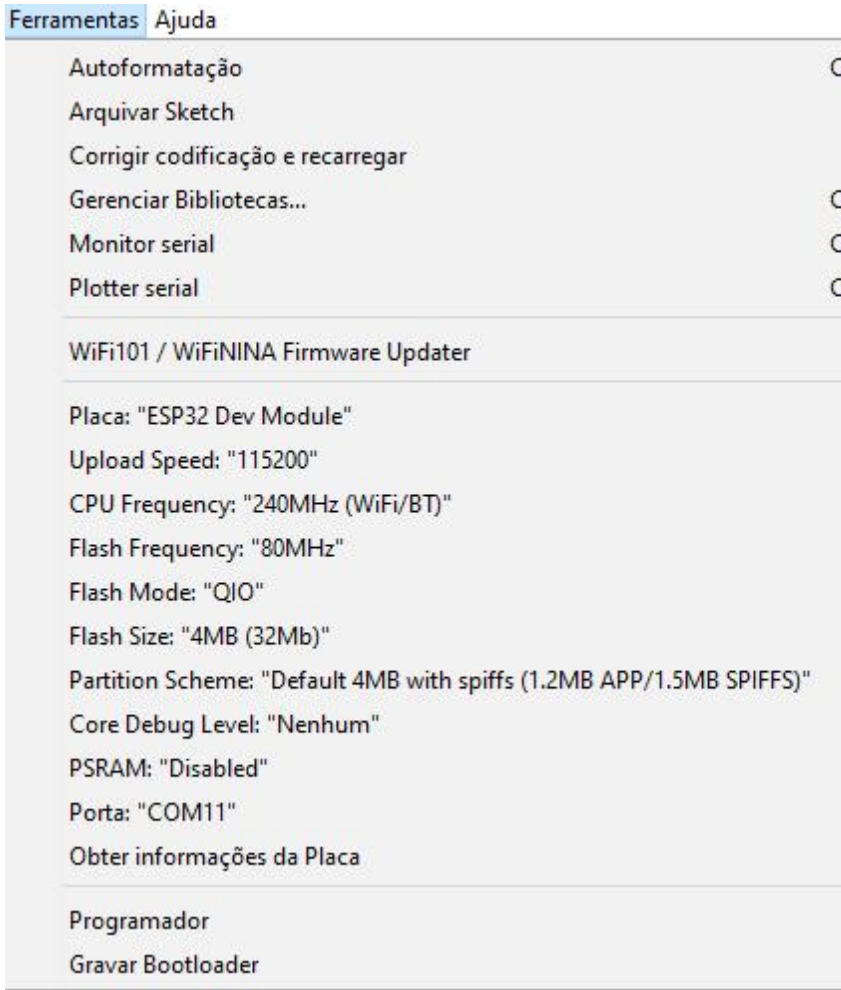 Ferramentas Ajuda
Autoformatação C
Arquivar Sketch
Corrigir codificação e recarregar
Gerenciar Bibliotecas... C
Monitor serial C
Plotter serial C
WiFi101 / WiFiNINA Firmware Updater
Placa: "ESP32 Dev Module"
Upload Speed: "115200"
CPU Frequency: "240MHz (WiFi/BT)"
Flash Frequency: "80MHz"
Flash Mode: "QIO"
Flash Size: "4MB (32Mb)"
Partition Scheme: "Default 4MB with spiffs (1.2MB APP/1.5MB SPIFFS)"
Core Debug Level: "Nenhum"
PSRAM: "Disabled"
Porta: "COM11"
Obter informações da Placa
Programador
Gravar Bootloader